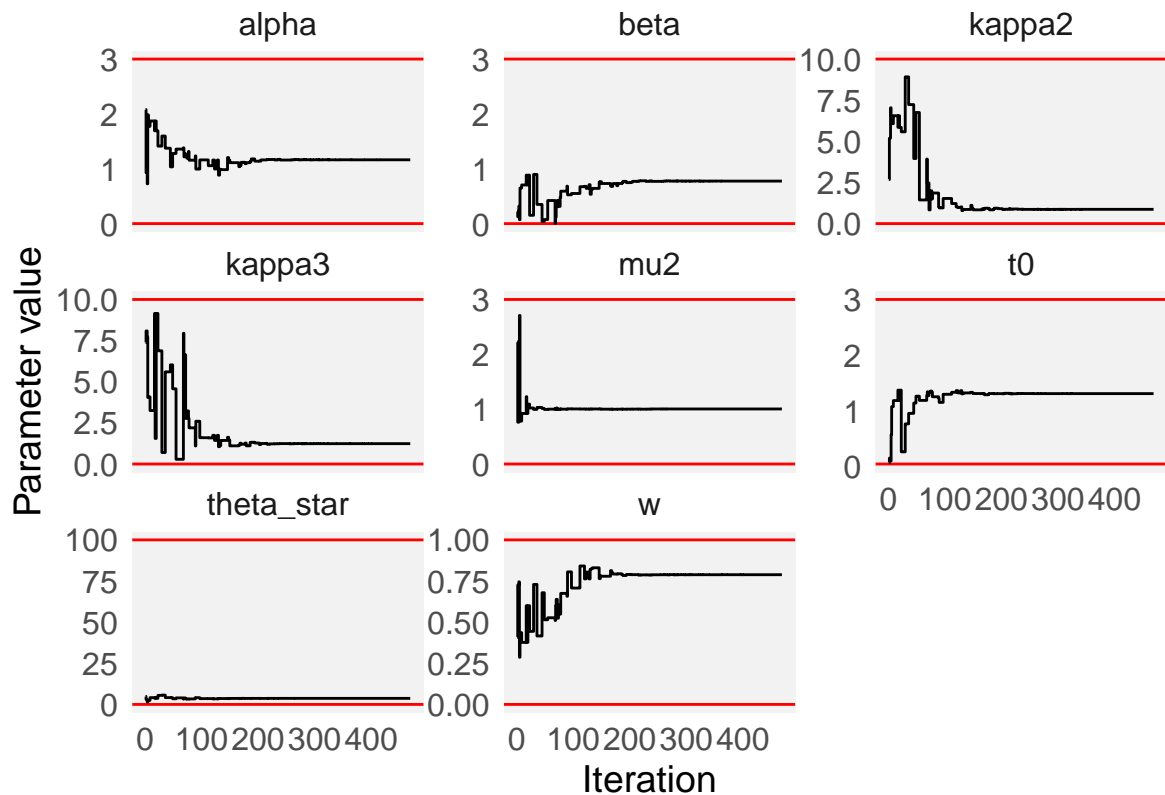 alpha beta kappa2
3 3 10.0
2 2 7.5
5.0
1 1 2.5
0 0 0.0
kappa3 mu2 t0
10.0 3 3
7.5 2 2
5.0
2.5 1 1
0.0 0 0
0 100 200 300 400
theta_star w
100 1.00
75 0.75
50 0.50
25 0.25
0 0.00
0 100 200 300 400 0 100 200 300 400
Iteration
Parameter value